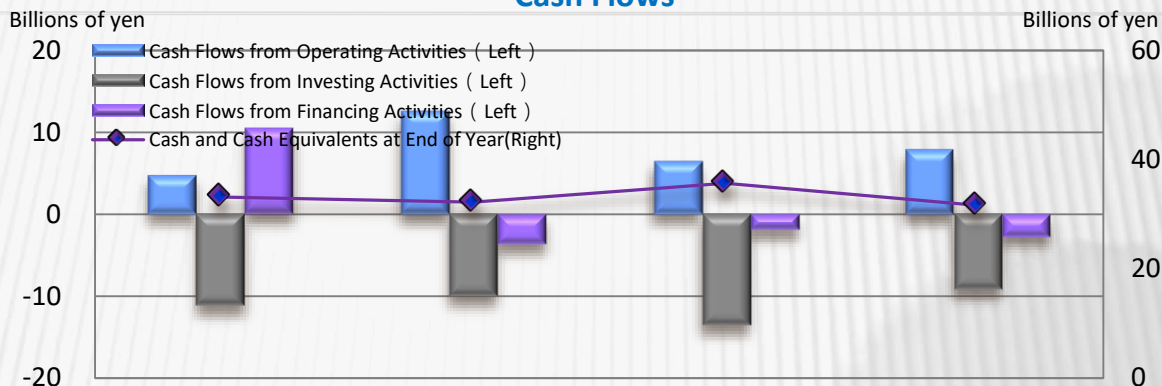 Cash Flows
Billions of yen
Billions of yen
20
60
Cash Flows from Operating Activities ( Left )
Cash Flows from Investing Activities ( Left )
Cash Flows from Financing Activities ( Left )
10
Cash and Cash Equivalents at End of Year(Right)
40
0
20
-10
-20
0